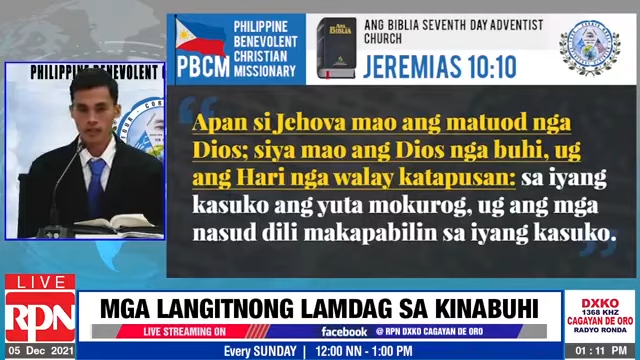 PHILIPPINE
BENEVOLENT
CHRISTIAN
MISSIONARY
PBCM
ANG BIBLIA
ANG BIBLIA SEVENTH DAY ADVENTIST
CHURCH
JEREMIAS 10:10
PHILIPPINE BENEVOLENT C
Apan si Jehova mao ang matuod nga
Dios; siya mao ang Dios nga buhi, ug
ang Hari nga walay katapusan: sa iyang
kasuko ang yuta mokurog, ug ang mga
nasud dili makapabilin sa iyang kasuko.
LIVE
RPN
05 Dec 2021
MGA LANGITNONG LAMDAG SA KINABUHI
LIVE STREAMING ON
facebook
@ RPN DXKO CAGAYAN DE ORO
Every SUNDAY | 12:00 NN - 1:00 PM
DXKO
1368 KHZ
CAGAYAN DE ORO
RADYO RONDA
01:11 PM